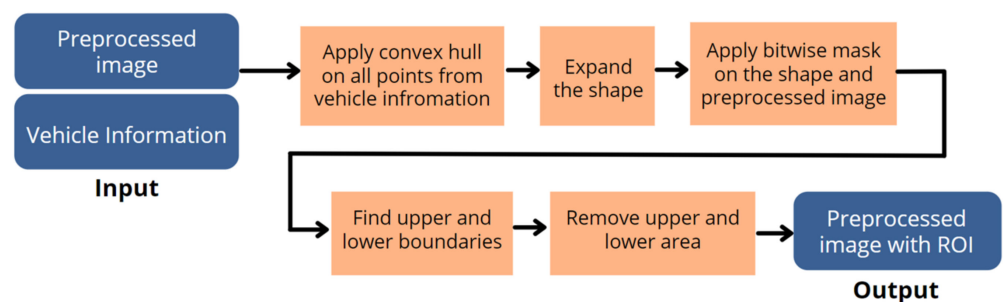 Preprocessed
image
Vehicle Information
Input
Apply convex hull
on all points from
vehicle infromation
Expand
the shape
Apply bitwise mask
on the shape and
preprocessed image
Find upper and
lower boundaries
Remove upper and
lower area
Preprocessed
image with ROI
Output